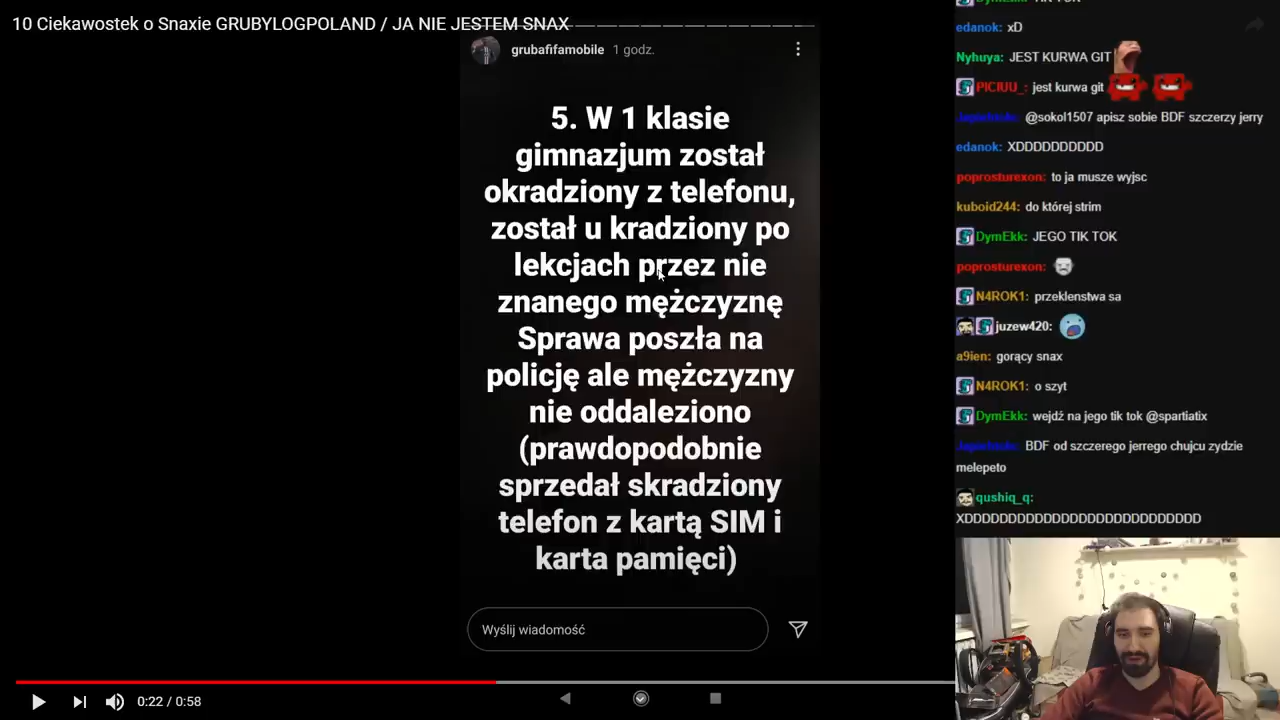 10 Ciekawostek o Snaxie GRUBYLOGPOLAND / JA NIE JESTEM SNAX
grubafifamobile 1 godz.
5. W 1 klasie
gimnazjum został
okradziony z telefonu,
został u kradziony po
lekcjach przez nie
znanego mężczyznę
Sprawa poszła na
policję ale mężczyzny
nie oddaleziono
(prawdopodobnie
sprzedał skradziony
telefon z kartą SIM i
karta pamięci)
Wyślij wiadomość
0:22 / 0:58
edanok: xD
Nyhuya: JEST KURWA GIT
PICIUU_: jest kurwa git
@sokol1507 apisz sobie BDF szczerzy jerry
edanok: XDDDDDDDDDD
poprosturexon: to ja musze wyjsc
kuboid244: do której strim
DymEkk: JEGO TIK TOK
poprosturexon:
N4ROK1: przeklenstwa sa
juzew420:
a9ien: gorący snax
N4ROK1: o szyt
DymEkk: wejdź na jego tik tok @spartiatix
BDF od szczerego jerrego chujcu zydzie
melepeto
qushiq_q:
XDDDDDDDDDDDDDDDDDDDDDDDDDDD